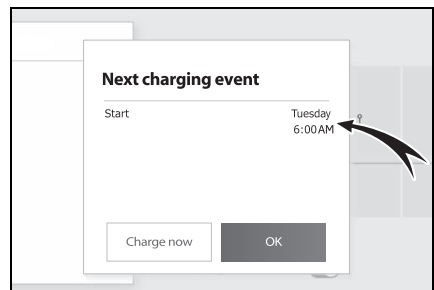 Next charging event
Start Tuesday
6:00AM
Charge now OK